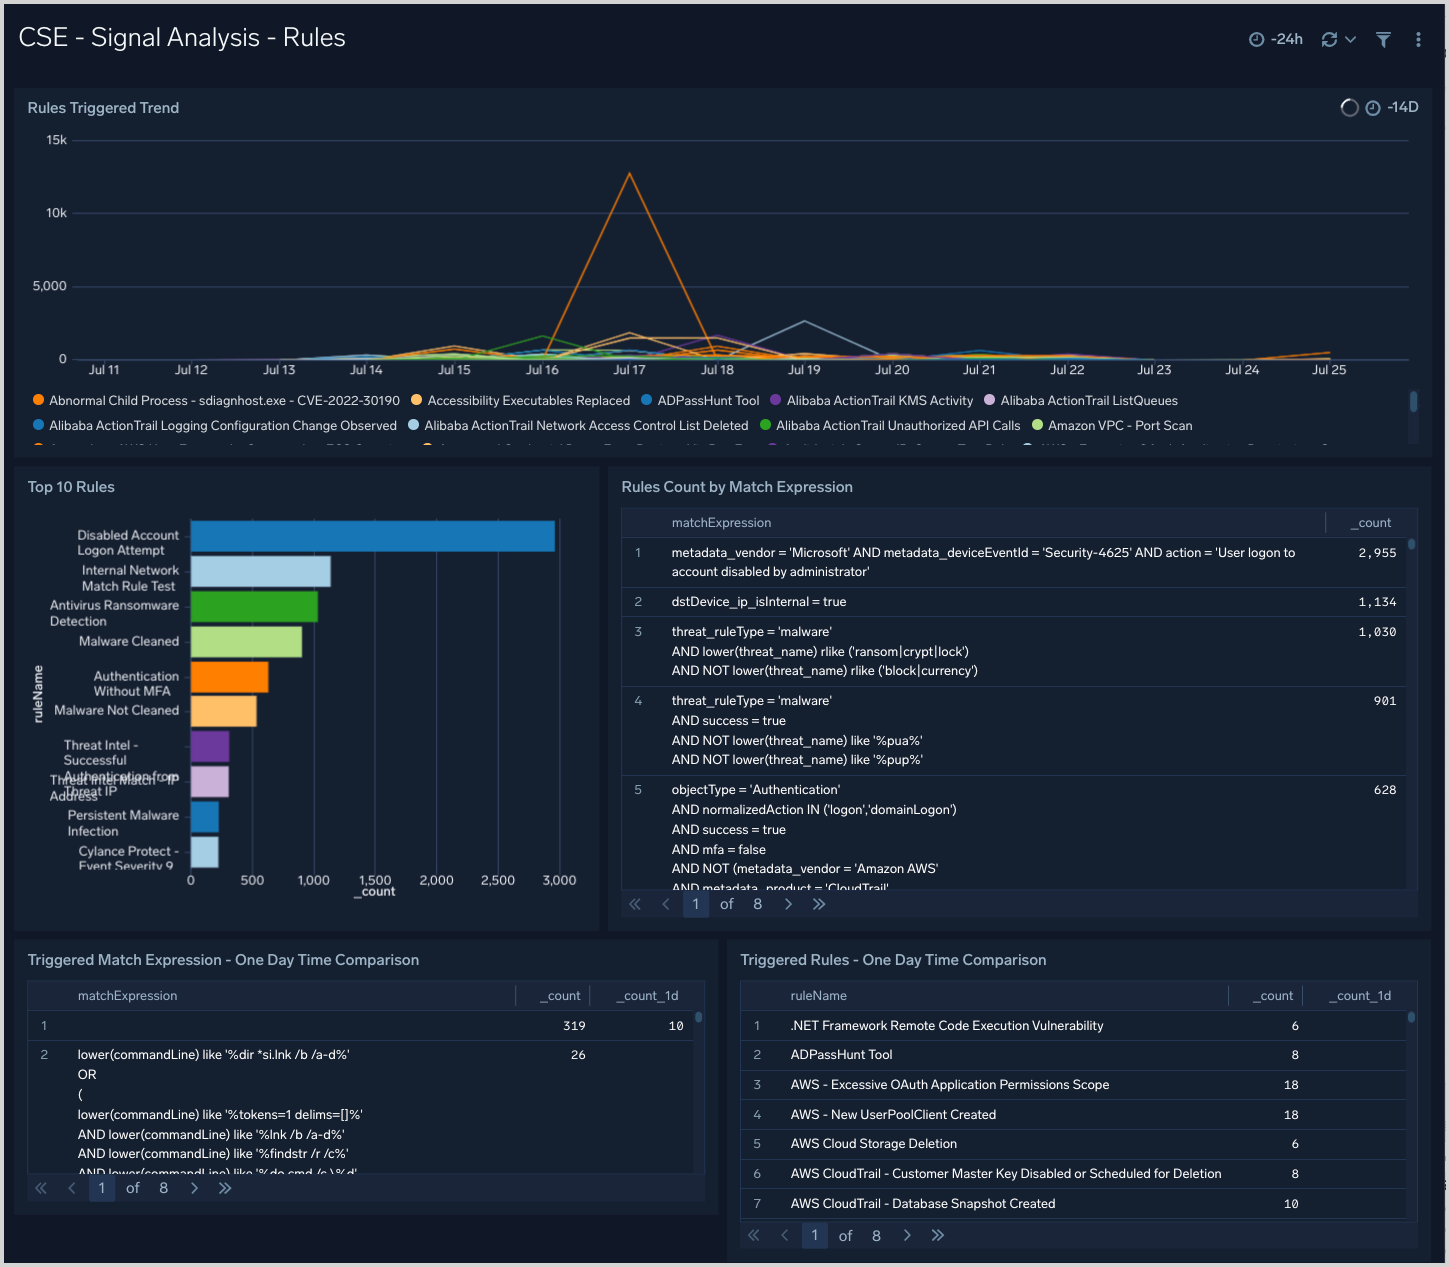 CSE - Signal Analysis - Rules
-24h
Rules Triggered Trend
-14D
15k
10k
5,000
0
Jul 11 Jul 12 Jul 13 Jul 14 Jul 15 Jul 16 Jul 17 Jul 18 Jul 19 Jul 20 Jul 21 Jul 22 Jul 23 Jul 24 Jul 25
Abnormal Child Process - sdiagnhost.exe - CVE-2022-30190 Accessibility Executables Replaced ADPassHunt Tool Alibaba ActionTrail KMS Activity Alibaba ActionTrail ListQueues
Alibaba ActionTrail Logging Configuration Change Observed Alibaba ActionTrail Network Access Control List Deleted Alibaba ActionTrail Unauthorized API Calls Amazon VPC - Port Scan
Top 10 Rules
ruleName
Disabled Account
Logon Attempt
Internal Network
Match Rule Test
Antivirus Ransomware
Detection
Malware Cleaned
Authentication
Without MFA
Malware Not Cleaned
Threat Intel -
Successful
Authentication from
Threat IP
Threat Intel Match - IP
Address
Persistent Malware
Infection
Cylance Protect -
Event Severity 9
0 500 1,000 1,500 2,000 2,500 3,000
_count
Rules Count by Match Expression
matchExpression _count
1 metadata_vendor = 'Microsoft' AND metadata_deviceEventId = 'Security-4625' AND action = 'User logon to 2,955
account disabled by administrator'
2 dstDevice_ip_isInternal = true 1,134
3 threat_ruleType = 'malware' 1,030
AND lower(threat_name) rlike ('ransom|crypt|lock')
AND NOT lower(threat_name) rlike ('block|currency')
4 threat_ruleType = 'malware' 901
AND success = true
AND NOT lower(threat_name) like '%pua%'
AND NOT lower(threat_name) like '%pup%'
5 objectType = 'Authentication' 628
AND normalizedAction IN ('logon','domainLogon')
AND success = true
AND mfa = false
AND NOT (metadata_vendor = 'Amazon AWS'
AND metadata_product = 'CloudTrail'
1 of 8
Triggered Match Expression - One Day Time Comparison
matchExpression _count _count_1d
1 319 10
2 lower(commandLine) like '%dir *si.lnk /b /a-d%' 26
OR
(
lower(commandLine) like '%tokens=1 delims=[]%'
AND lower(commandLine) like '%lnk /b /a-d%'
AND lower(commandLine) like '%findstr /r /c%'
AND lower(commandLine) like '%do cmd /c \%d'
1 of 8
Triggered Rules - One Day Time Comparison
ruleName _count _count_1d
1 .NET Framework Remote Code Execution Vulnerability 6
2 ADPassHunt Tool 8
3 AWS - Excessive OAuth Application Permissions Scope 18
4 AWS - New UserPoolClient Created 18
5 AWS Cloud Storage Deletion 6
6 AWS CloudTrail - Customer Master Key Disabled or Scheduled for Deletion 8
7 AWS CloudTrail - Database Snapshot Created 10
1 of 8